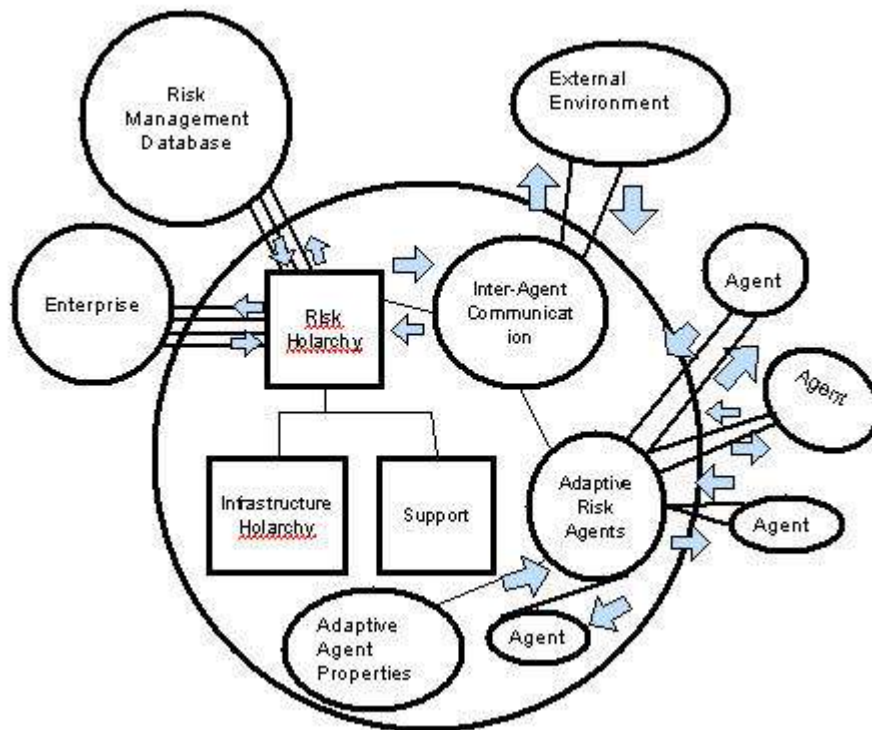 Risk
Management
Database
External
Environment
Enterprise
Risk
Holarchy
Inter-Agent
Communicat
ion
Agent
Agent
Infrastructure
Holarchy
Support
Adaptive
Risk
Agents
Agent
Adaptive
Agent
Properties
Agent